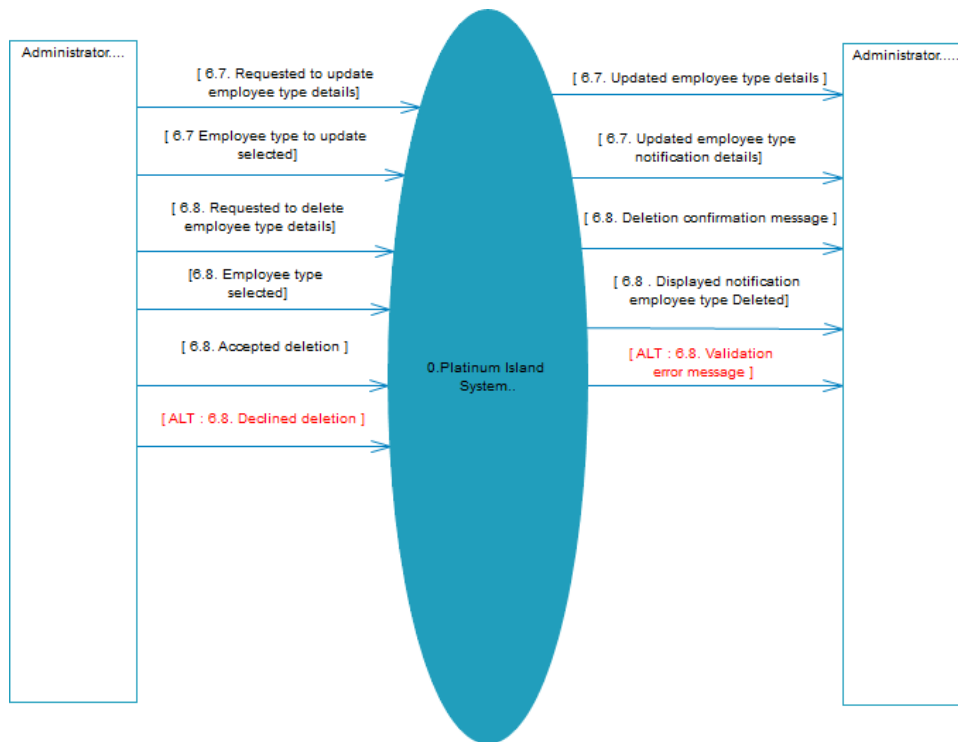 Administrator....
[ 6.7. Requested to update
employee type details]
[ 6.7 Employee type to update
selected]
[ 6.8. Requested to delete
employee type details]
[6.8. Employee type
selected]
[ 6.8. Accepted deletion ]
[ ALT : 6.8. Declined deletion ]
0.Platinum Island
System..
[ 6.7. Updated employee type details ]
[ 6.7. Updated employee type
notification details]
[ 6.8. Deletion confirmation message ]
[ 6.8 . Displayed notification
employee type Deleted]
[ ALT : 6.8. Validation
error message ]
Administrator.....